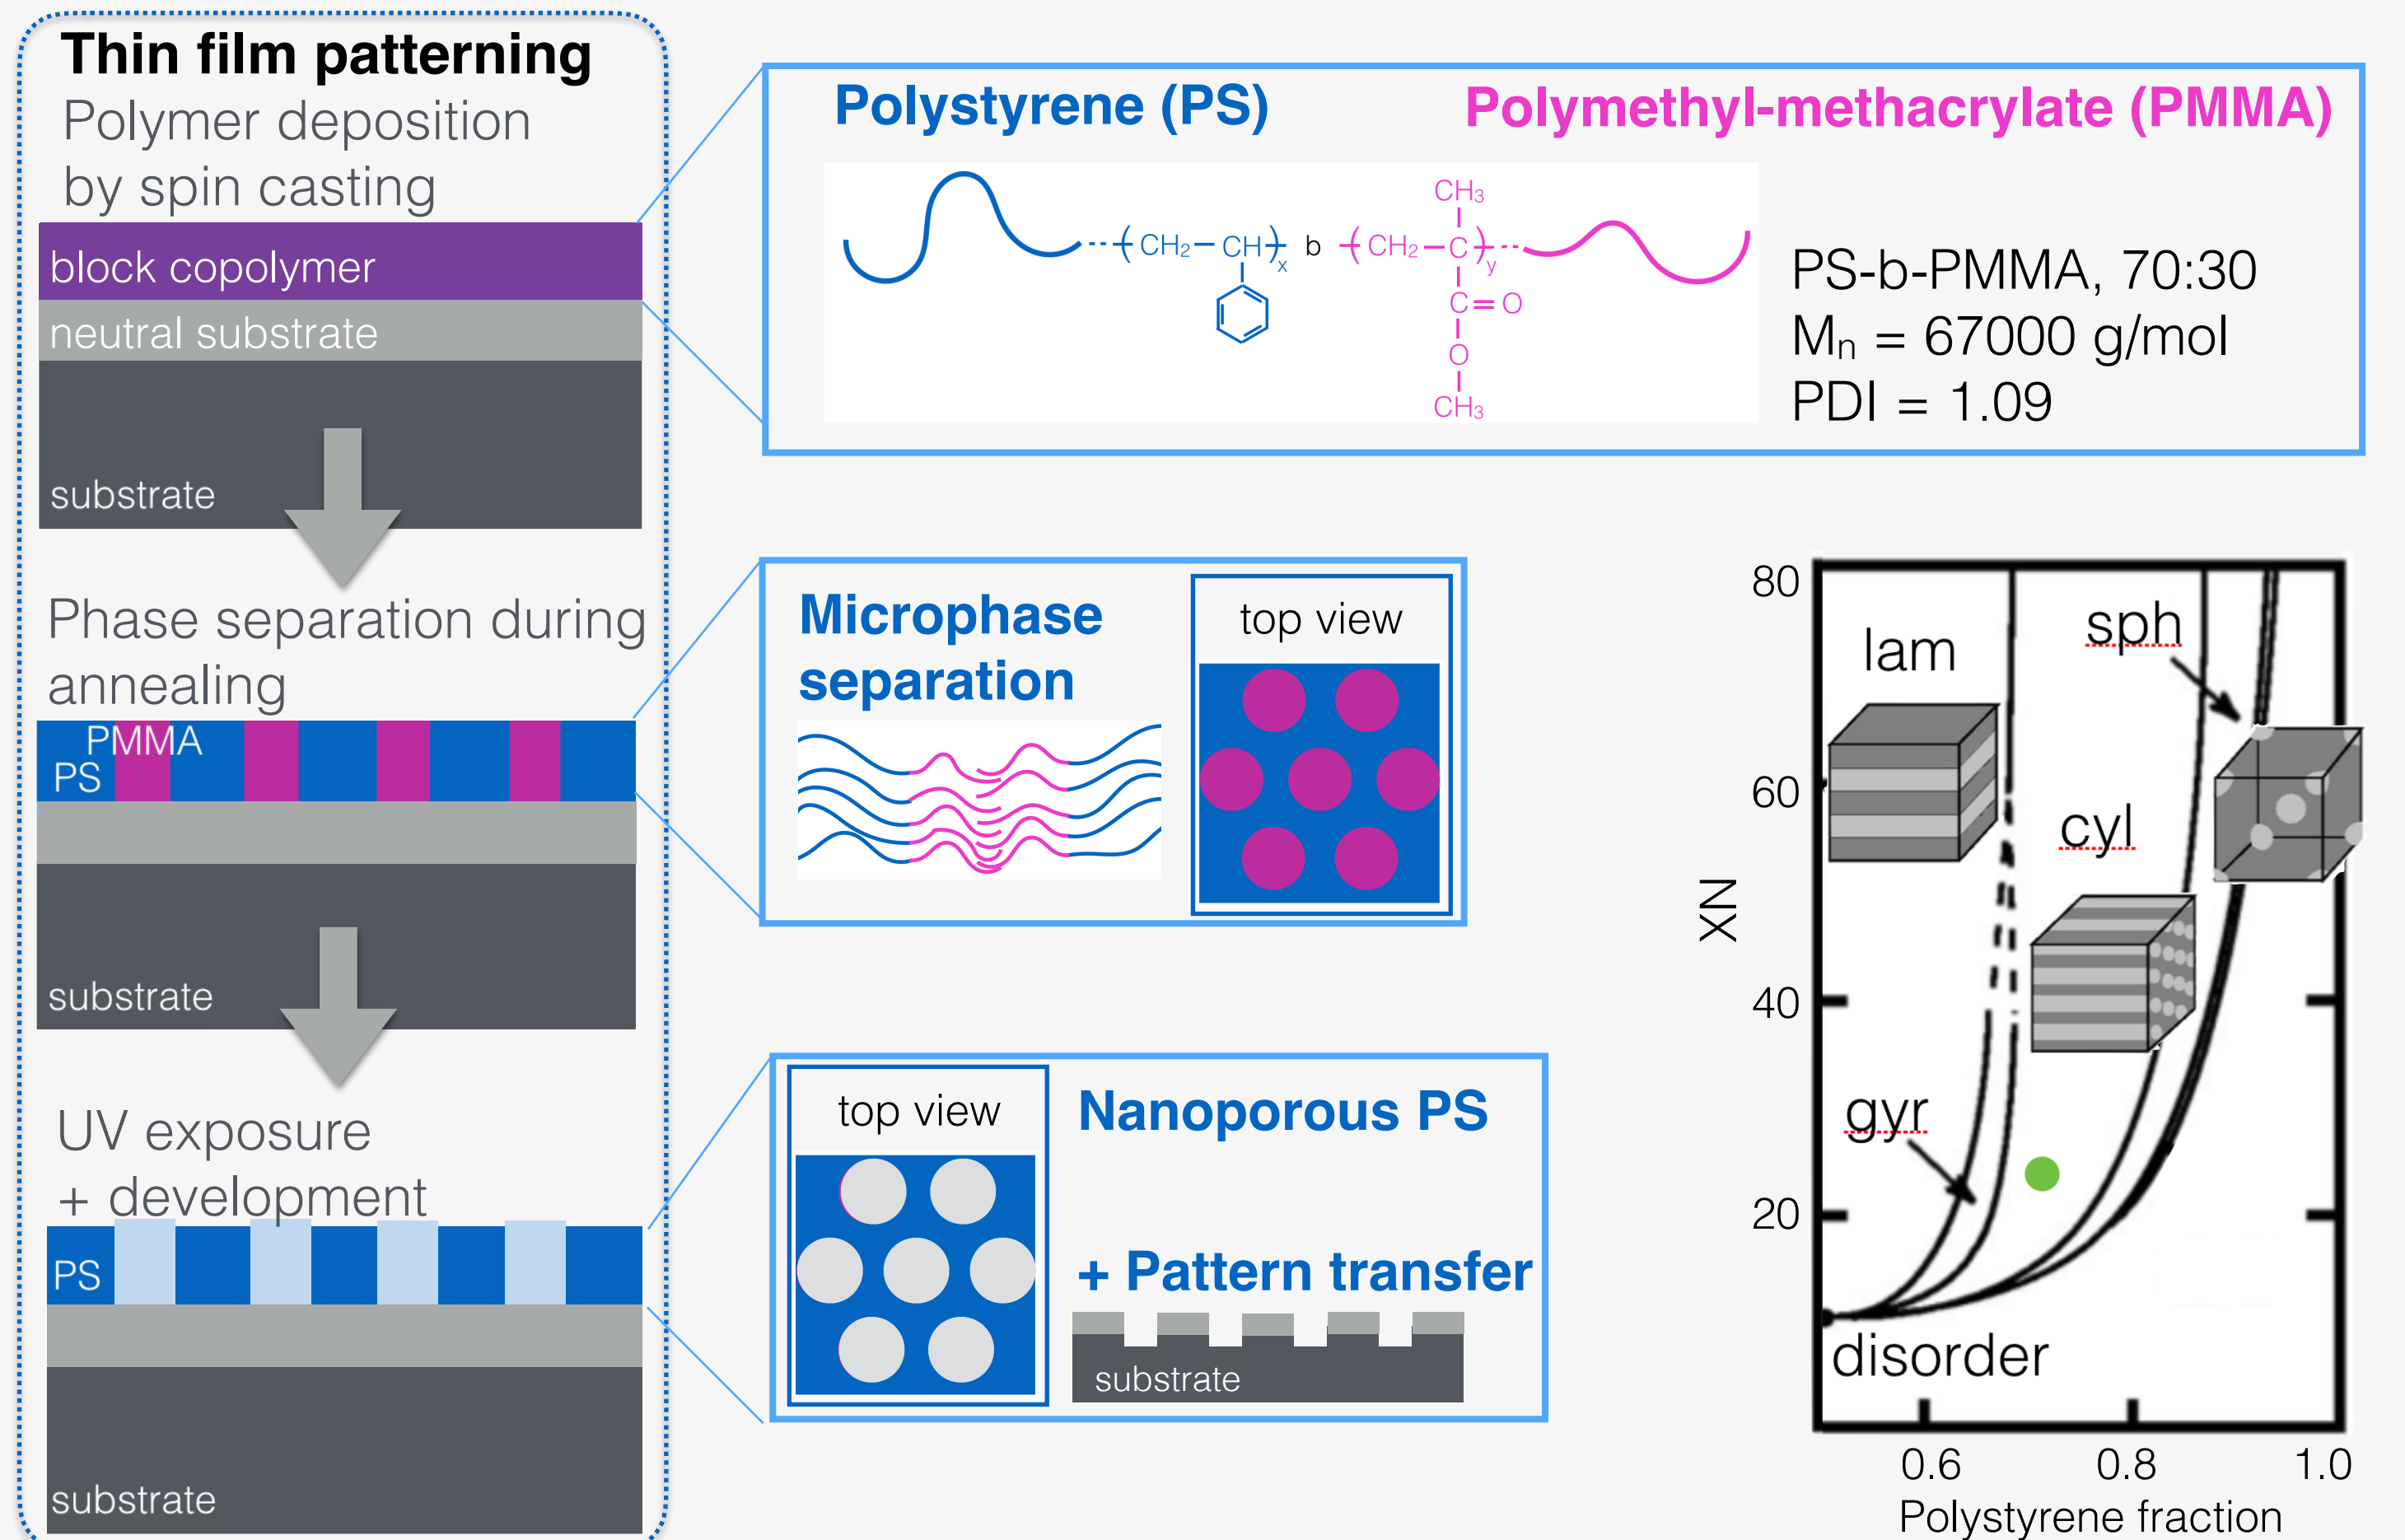 Thin film patterning
Polymer deposition
by spin casting
block copolymer
neutral substrate
substrate
Phase separation during
annealing
PMMA
PS
substrate
UV exposure
+ development
PS
substrate
Polystyrene (PS)
Polymethyl-methacrylate (PMMA)
CH₃
CH₂ CH x b CH₂ C y
C=O
O
CH₃
PS-b-PMMA, 70:30
Mₙ = 67000 g/mol
PDI = 1.09
Microphase
separation
top view
top view
Nanoporous PS
+ Pattern transfer
substrate
80
60
40
20
XN
lam
sph
cyl
gyr
disorder
0.6
0.8
1.0
Polystyrene fraction